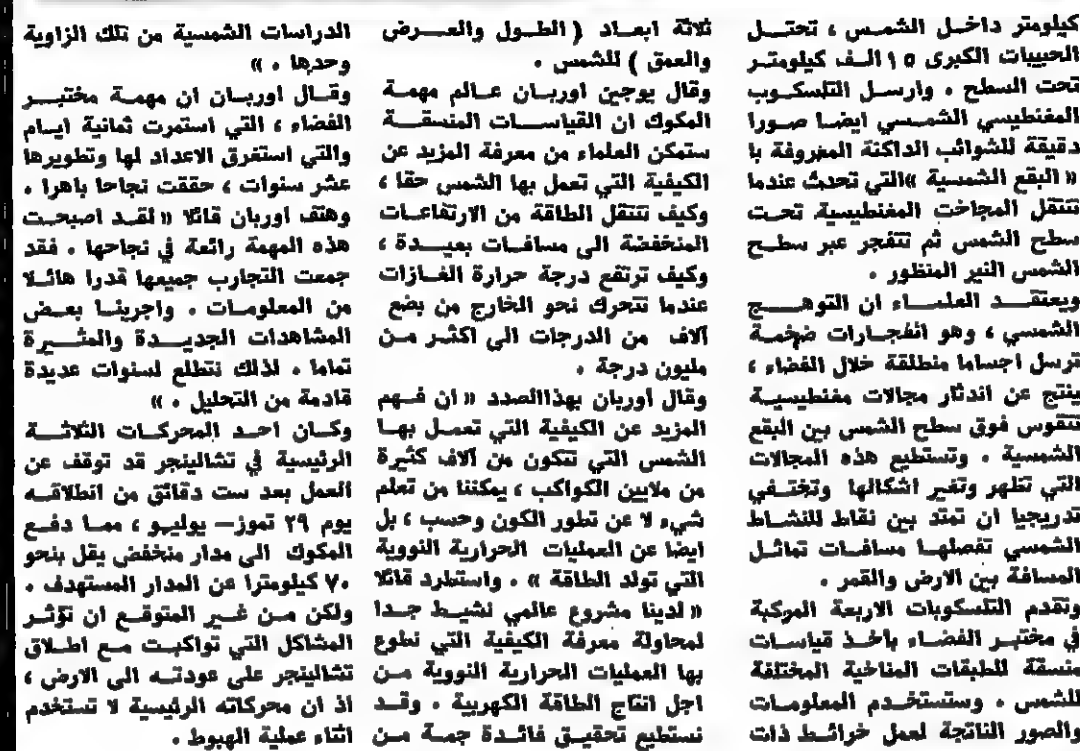 كيلومتر داخل الشمس ، تحتل
الحبيبات الكبرى ١٥ الف كيلومتر
تحت السطح . وارسل التلسكوب
المغنطيسي الشمسي ايضا صورا
دقيقة للشوائب الداكنة المعروفة با
« البقع الشمسية »التي تحدث عندما
تنتقل المجاخت المغنطيسية تحت
سطح الشمس ثم تتفجر عبر سطح
الشمس النير المنظور .
ويعتقد العلماء ان التوهج
الشمسي ، وهو انفجارات ضخمة
ترسل اجساما منطلقة خلال الفضاء ،
ينتج عن اندثار مجالات مغنطيسية
تتقوس فوق سطح الشمس بين البقع
الشمسية . وتستطيع هذه المجالات
التي تظهر وتغير اشكالها وتختفي
تدريجيا ان تمتد بين نقاط للنشاط
الشمسي تفصلها مسافات تماثل
المسافة بين الارض والقمر .
وتقدم التلسكوبات الاربعة المركبة
في مختبر الفضاء باخذ قياسات
منسقة للطبقات المناخية المختلفة
للشمس . وستستخدم المعلومات
والصور الناتجة لعمل خرائط ذات
ثلاثة ابعاد ( الطول والعرض
والعمق ) للشمس .
وقال يوجين اوربان عالم مهمة
المكوك ان القياسات المنسقة
ستمكن العلماء من معرفة المزيد عن
الكيفية التي تعمل بها الشمس حقا ،
وكيف تنتقل الطاقة من الارتفاعات
المنخفضة الى مسافات بعيدة ،
وكيف ترتفع درجة حرارة الغازات
عندما تتحرك نحو الخارج من بضع
آلاف من الدرجات الى اكثر من
مليون درجة .
وقال أوربان بهذاالصدد « ان فهم
المزيد عن الكيفية التي تعمل بها
الشمس التي تتكون من آلاف كثيرة
من ملايين الكواكب ، يمكننا من تعلم
شيء لا عن تطور الكون وحسب ، بل
ايضا عن العمليات الحرارية النووية
التي تولد الطاقة » . واستطرد قائلا
« لدينا مشروع عالمي نشيط جدا
لمحاولة معرفة الكيفية التي نطوع
بها العمليات الحرارية النووية من
اجل انتاج الطاقة الكهربية . وقد
نستطيع تحقيق فائدة جمة من
الدراسات الشمسية من تلك الزاوية
وحدها . »
وقال اوربان ان مهمة مختبر
الفضاء ، التي استمرت ثمانية ايام
والتي استغرق الاعداد لها وتطويرها
عشر سنوات ، حققت نجاحا باهرا .
وهتف اوربان قائلا « لقد اصبحت
هذه المهمة رائعة في نجاحها . فقد
جمعت التجارب جميعها قدرا هائلا
من المعلومات . واجرينا بعض
المشاهدات الجديدة والمثيرة
تماما . لذلك نتطلع لسنوات عديدة
قادمة من التحليل . »
وكان احد المحركات الثلاثة
الرئيسية في تشالينجر قد توقف عن
العمل بعد ست دقائق من انطلاقه
يوم ٢٩ تموز— يوليو ، مما دفع
المكوك الى مدار منخفض يقل بنحو
٧٠ كيلومترا عن المدار المستهدف .
ولكن من غير المتوقع ان تؤثر
المشاكل التي تواكبت مع اطلاق
تشالينجر على عودته الى الارض ،
اذ ان محركاته الرئيسية لا تستخدم
اثناء عملية الهبوط .